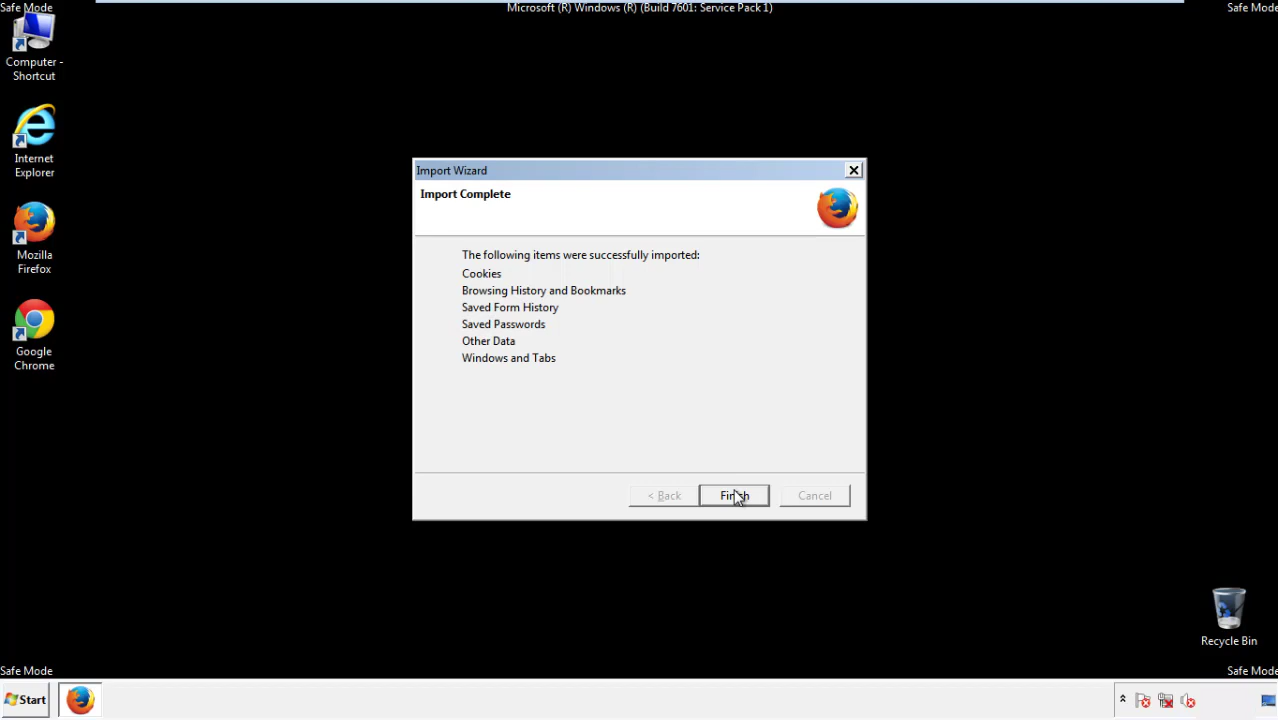 Safe Mode
Microsoft (R) Windows (R) (Build 7601: Service Pack 1)
Safe Mode
Computer -
Shortcut
Internet
Explorer
Mozilla
Firefox
Google
Chrome
Import Wizard
Import Complete
The following items were successfully imported:
Cookies
Browsing History and Bookmarks
Saved Form History
Saved Passwords
Other Data
Windows and Tabs
< Back
Finish
Cancel
Recycle Bin
Safe Mode
Safe Mode
Start